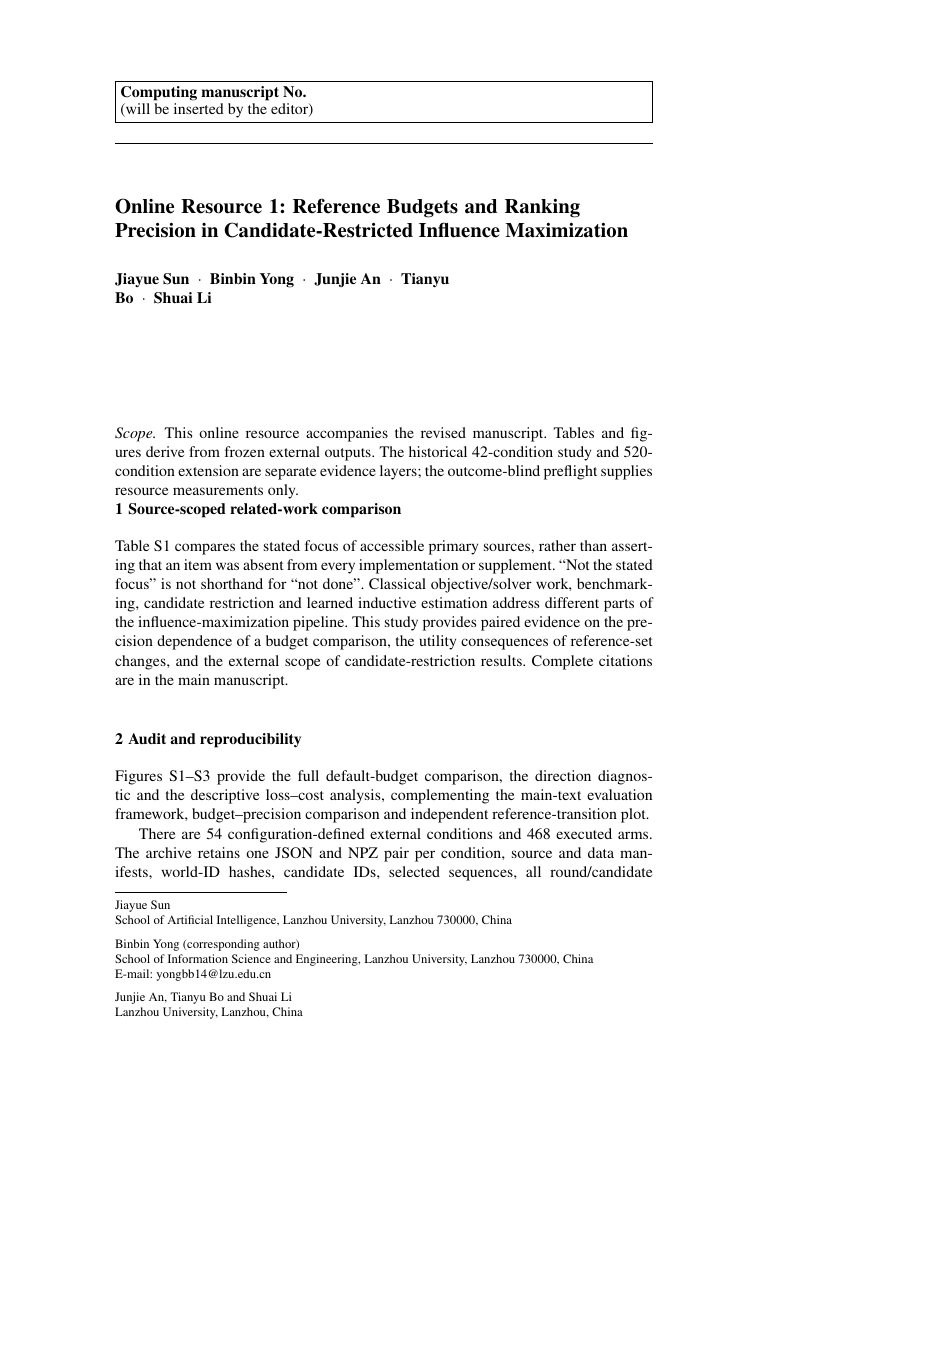 Computing manuscript No.
(will be inserted by the editor)
Online Resource 1: Reference Budgets and Ranking
Precision in Candidate-Restricted Influence Maximization
Jiayue Sun · Binbin Yong · Junjie An · Tianyu
Bo · Shuai Li
Scope. This online resource accompanies the revised manuscript. Tables and fig-
ures derive from frozen external outputs. The historical 42-condition study and 520-
condition extension are separate evidence layers; the outcome-blind preflight supplies
resource measurements only.
1 Source-scoped related-work comparison
Table S1 compares the stated focus of accessible primary sources, rather than assert-
ing that an item was absent from every implementation or supplement. “Not the stated
focus” is not shorthand for “not done”. Classical objective/solver work, benchmark-
ing, candidate restriction and learned inductive estimation address different parts of
the influence-maximization pipeline. This study provides paired evidence on the pre-
cision dependence of a budget comparison, the utility consequences of reference-set
changes, and the external scope of candidate-restriction results. Complete citations
are in the main manuscript.
2 Audit and reproducibility
Figures S1–S3 provide the full default-budget comparison, the direction diagnos-
tic and the descriptive loss–cost analysis, complementing the main-text evaluation
framework, budget–precision comparison and independent reference-transition plot.
There are 54 configuration-defined external conditions and 468 executed arms.
The archive retains one JSON and NPZ pair per condition, source and data man-
ifests, world-ID hashes, candidate IDs, selected sequences, all round/candidate
Jiayue Sun
School of Artificial Intelligence, Lanzhou University, Lanzhou 730000, China
Binbin Yong (corresponding author)
School of Information Science and Engineering, Lanzhou University, Lanzhou 730000, China
E-mail: yongbb14@lzu.edu.cn
Junjie An, Tianyu Bo and Shuai Li
Lanzhou University, Lanzhou, China